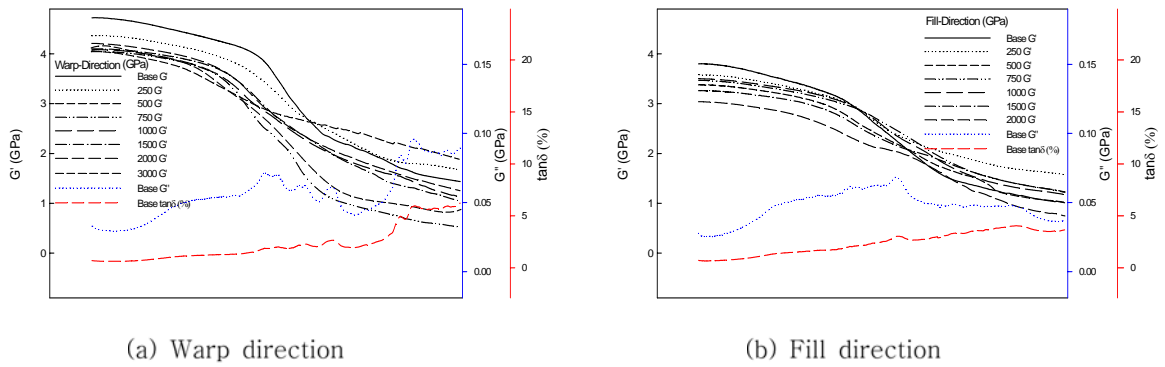 G' (GPa)
4
3
2
1
0
Warp-Direction (GPa)
Base G'
250 G'
500 G'
750 G'
1000 G'
1500 G'
2000 G'
3000 G'
Base G"
Base tanδ (%)
0.15
0.10
0.05
0.00
G" (GPa)
20
15
10
5
0
tanδ (%)
(a) Warp direction
G' (GPa)
4
3
2
1
0
Fill-Direction (GPa)
Base G'
250 G'
500 G'
750 G'
1000 G'
1500 G'
2000 G'
Base G"
Base tanδ (%)
0.15
0.10
0.05
0.00
G" (GPa)
20
15
10
5
0
tanδ (%)
(b) Fill direction